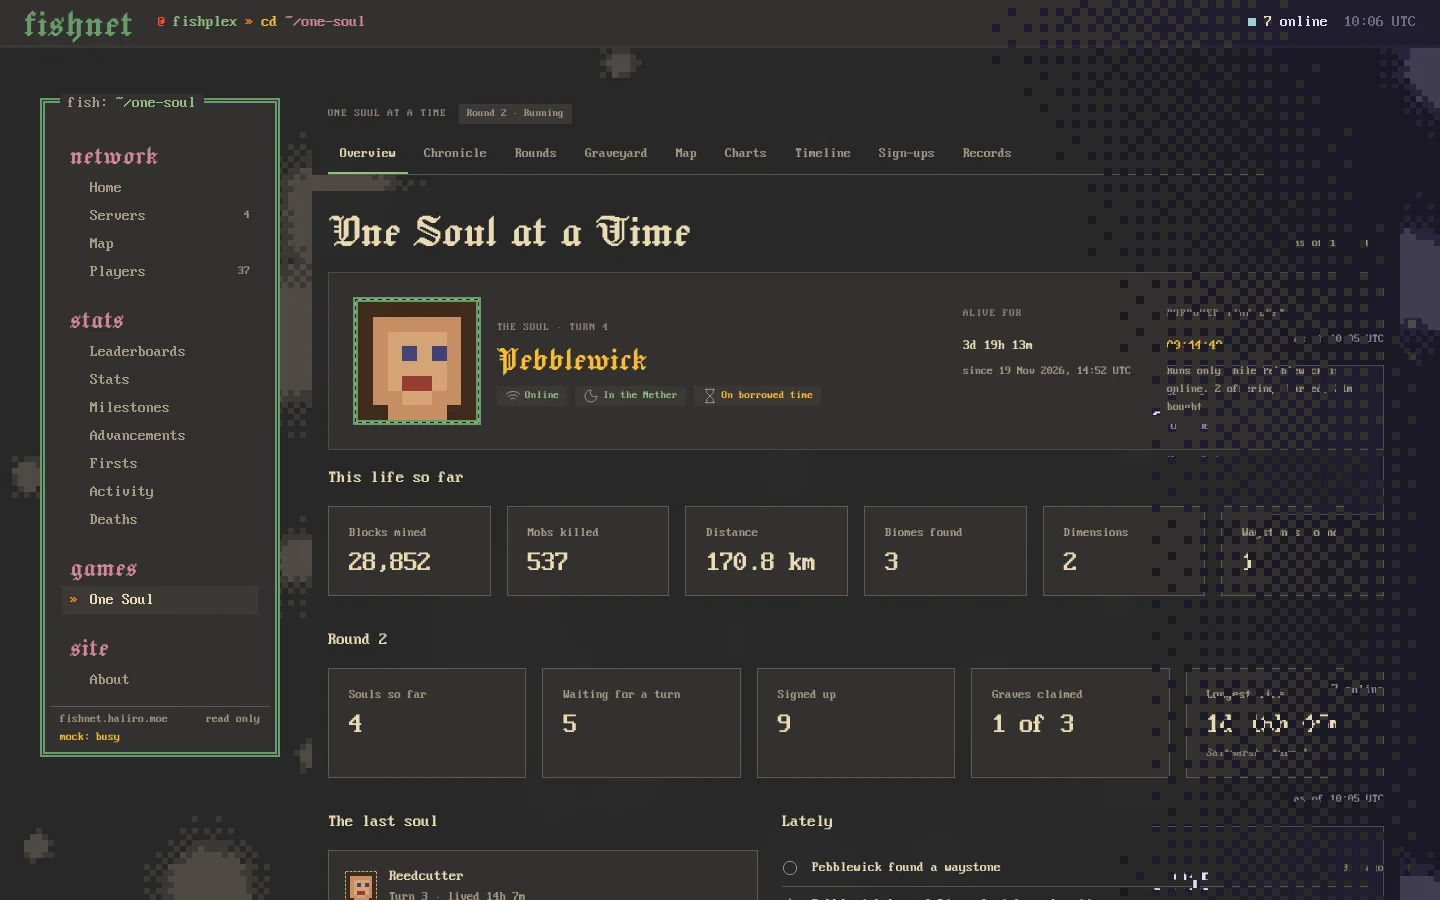 fishnet @ fishplex » cd ~/one-soul 7 online 10:06 UTC
fish: ~/one-soul
network
Home
Servers 4
Map
Players 37
stats
Leaderboards
Stats
Milestones
Advancements
Firsts
Activity
Deaths
games
» One Soul
site
About
fishnet.haiiro.moe read only
mock: busy
ONE SOUL AT A TIME Round 2 · Running
Overview Chronicle Rounds Graveyard Map Charts Timeline Sign-ups Records
One Soul at a Time
THE SOUL · TURN 4
Pebblewick
Online In the Nether On borrowed time
ALIVE FOR
3d 19h 13m
since 19 Nov 2026, 14:52 UTC
bought
This life so far
Blocks mined
28,852
Mobs killed
537
Distance
170.8 km
Biomes found
3
Dimensions
2
Round 2
Souls so far
4
Waiting for a turn
5
Signed up
9
Graves claimed
1 of 3
as of 10:05 UTC
The last soul
Reedcutter
Turn 3 · lived 14h 7m
Lately
Pebblewick found a waystone